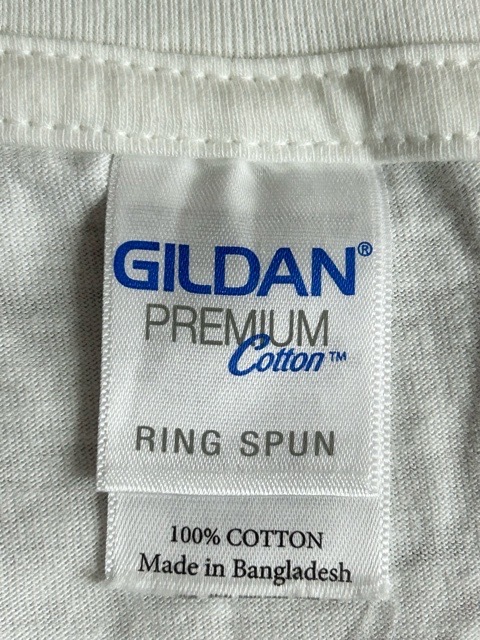 GILDAN®
PREMIUM
Cotton™
RING SPUN
100% COTTON
Made in Bangladesh